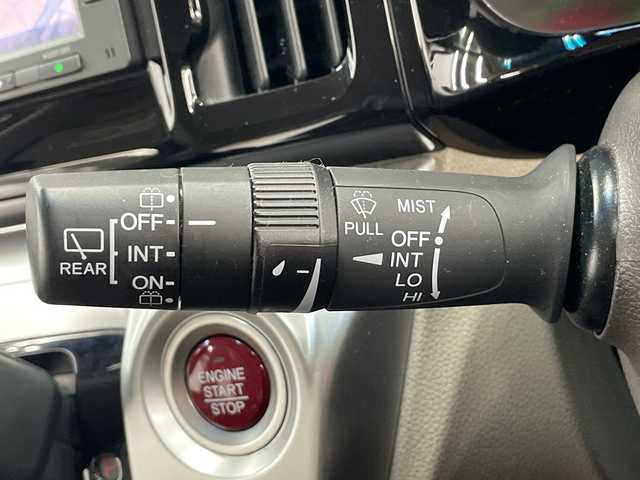 OFF
INT
ON
REAR
PULL
MIST
OFF
INT
LO
HI
ENGINE
START
STOP